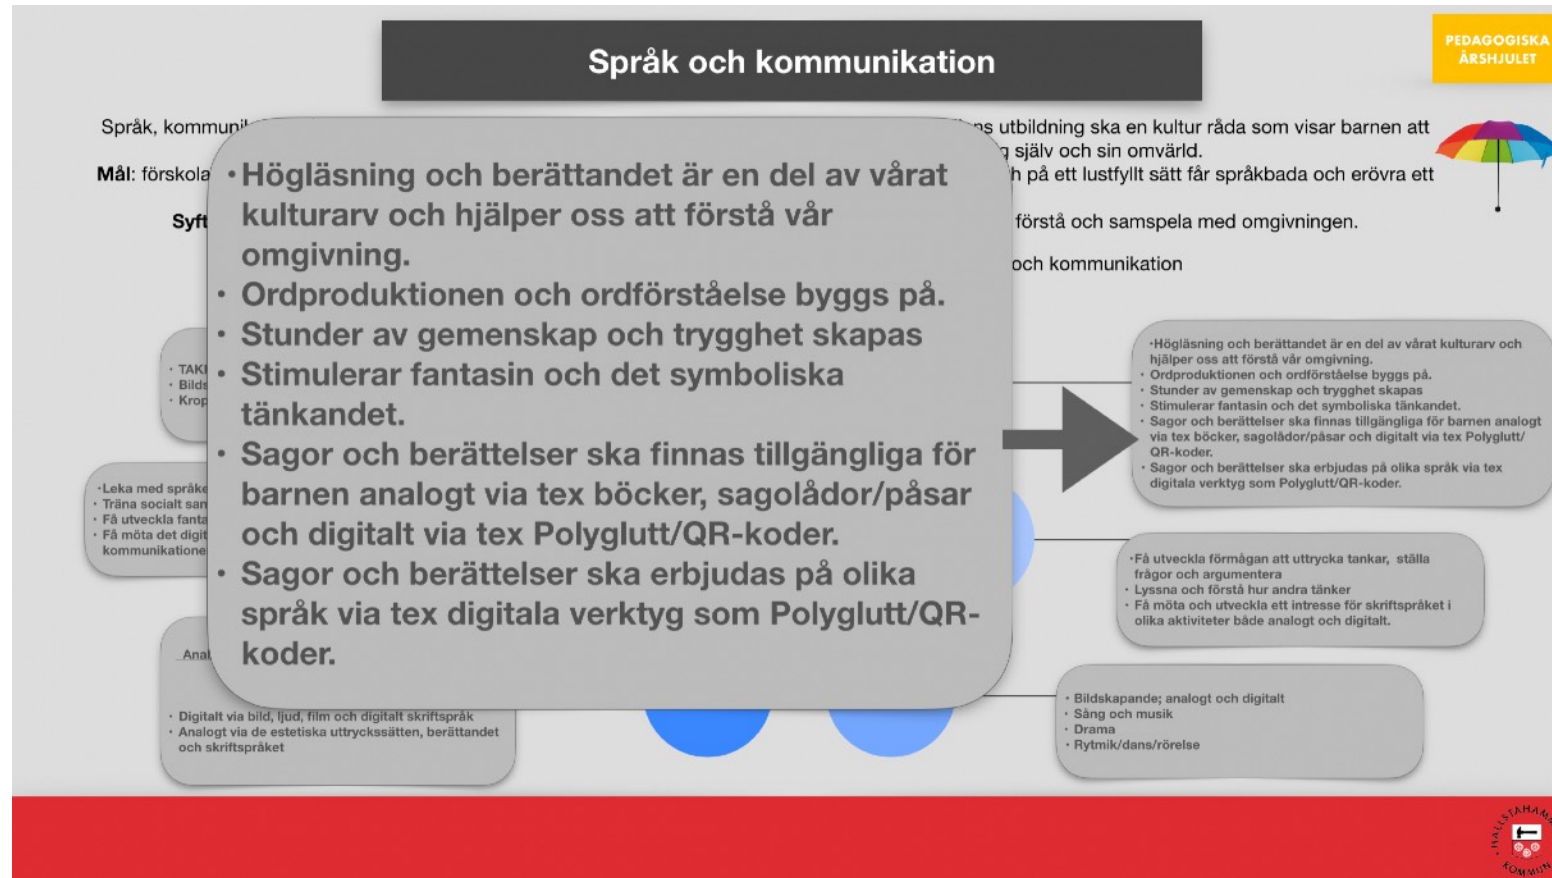 Språk och kommunikation
PEDAGOGISKA
ÅRSHJULET
Språk, utbildning ska en kultur råda som visar barnen att
själv och sin omvärld.
Mål: på ett lustfyllt sätt får språkbada och erövra ett
förstå och samspela med omgivningen.
och kommunikation
•Högläsning och berättandet är en del av vårat
kulturarv och hjälper oss att förstå vår
omgivning.
• Ordproduktionen och ordförståelse byggs på.
• Stunder av gemenskap och trygghet skapas
• Stimulerar fantasin och det symboliska
tänkandet.
• Sagor och berättelser ska finnas tillgängliga för
barnen analogt via tex böcker, sagolådor/påsar
och digitalt via tex Polyglutt/QR-koder.
• Sagor och berättelser ska erbjudas på olika
språk via tex digitala verktyg som Polyglutt/QR-
koder.
•Leka med
• Träna socialt
• Få utveckla
• Få möta det
• Digitalt via bild, ljud, film och digitalt skriftspråk
• Analogt via de estetiska uttryckssätten, berättandet
och skriftspråket
•Högläsning och berättandet är en del av vårat kulturarv och
hjälper oss att förstå vår omgivning.
• Ordproduktionen och ordförståelse byggs på.
• Stunder av gemenskap och trygghet skapas
• Stimulerar fantasin och det symboliska tänkandet.
• Sagor och berättelser ska finnas tillgängliga för barnen analogt
via tex böcker, sagolådor/påsar och digitalt via tex Polyglutt/
QR-koder.
• Sagor och berättelser ska erbjudas på olika språk via tex
digitala verktyg som Polyglutt/QR-koder.
•Få utveckla förmågan att uttrycka tankar, ställa
frågor och argumentera
• Lyssna och förstå hur andra tänker
• Få möta och utveckla ett intresse för skriftspråket i
olika aktiviteter både analogt och digitalt.
• Bildskapande; analogt och digitalt
• Sång och musik
• Drama
• Rytmik/dans/rörelse